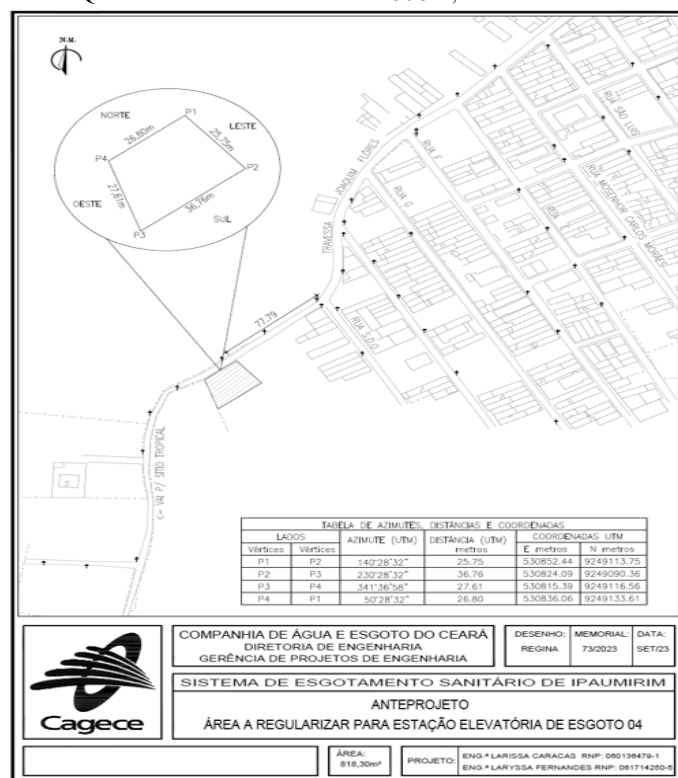 N.M.
NORTE
P1
LESTE
26,80m
25,75m
P4
P2
27,61m
36,76m
OESTE
SUL
P3
TRAVESSA JOAQUIM FLORES
RUA F
RUA G
RUA E
RUA SÃO LUIS
RUA MOSENHOR CARLOS MORAES
RUA S.D.O
77.79
<- VAI P/ SITIO TROPICAL
TABELA DE AZIMUTES, DISTÂNCIAS E COORDENADAS
LADOS AZIMUTE (UTM) DISTÂNCIA (UTM) metros COORDENADAS UTM
Vértices Vértices E metros N metros
P1 P2 140°28'32" 25.75 530852.44 9249113.75
P2 P3 230°28'32" 36.76 530824.09 9249090.36
P3 P4 341°36'58" 27.61 530815.39 9249116.56
P4 P1 50°28'32" 26.80 530836.06 9249133.61
Cagece
COMPANHIA DE ÁGUA E ESGOTO DO CEARÁ
DIRETORIA DE ENGENHARIA
GERÊNCIA DE PROJETOS DE ENGENHARIA
DESENHO: REGINA
MEMORIAL: 73/2023
DATA: SET/23
SISTEMA DE ESGOTAMENTO SANITÁRIO DE IPAUMIRIM
ANTEPROJETO
ÁREA A REGULARIZAR PARA ESTAÇÃO ELEVATÓRIA DE ESGOTO 04
ÁREA: 818,30m²
PROJETO: ENG.ª LARISSA CARACAS RNP: 060136479-1
ENG.ª LARYSSA FERNANDES RNP: 061714260-5